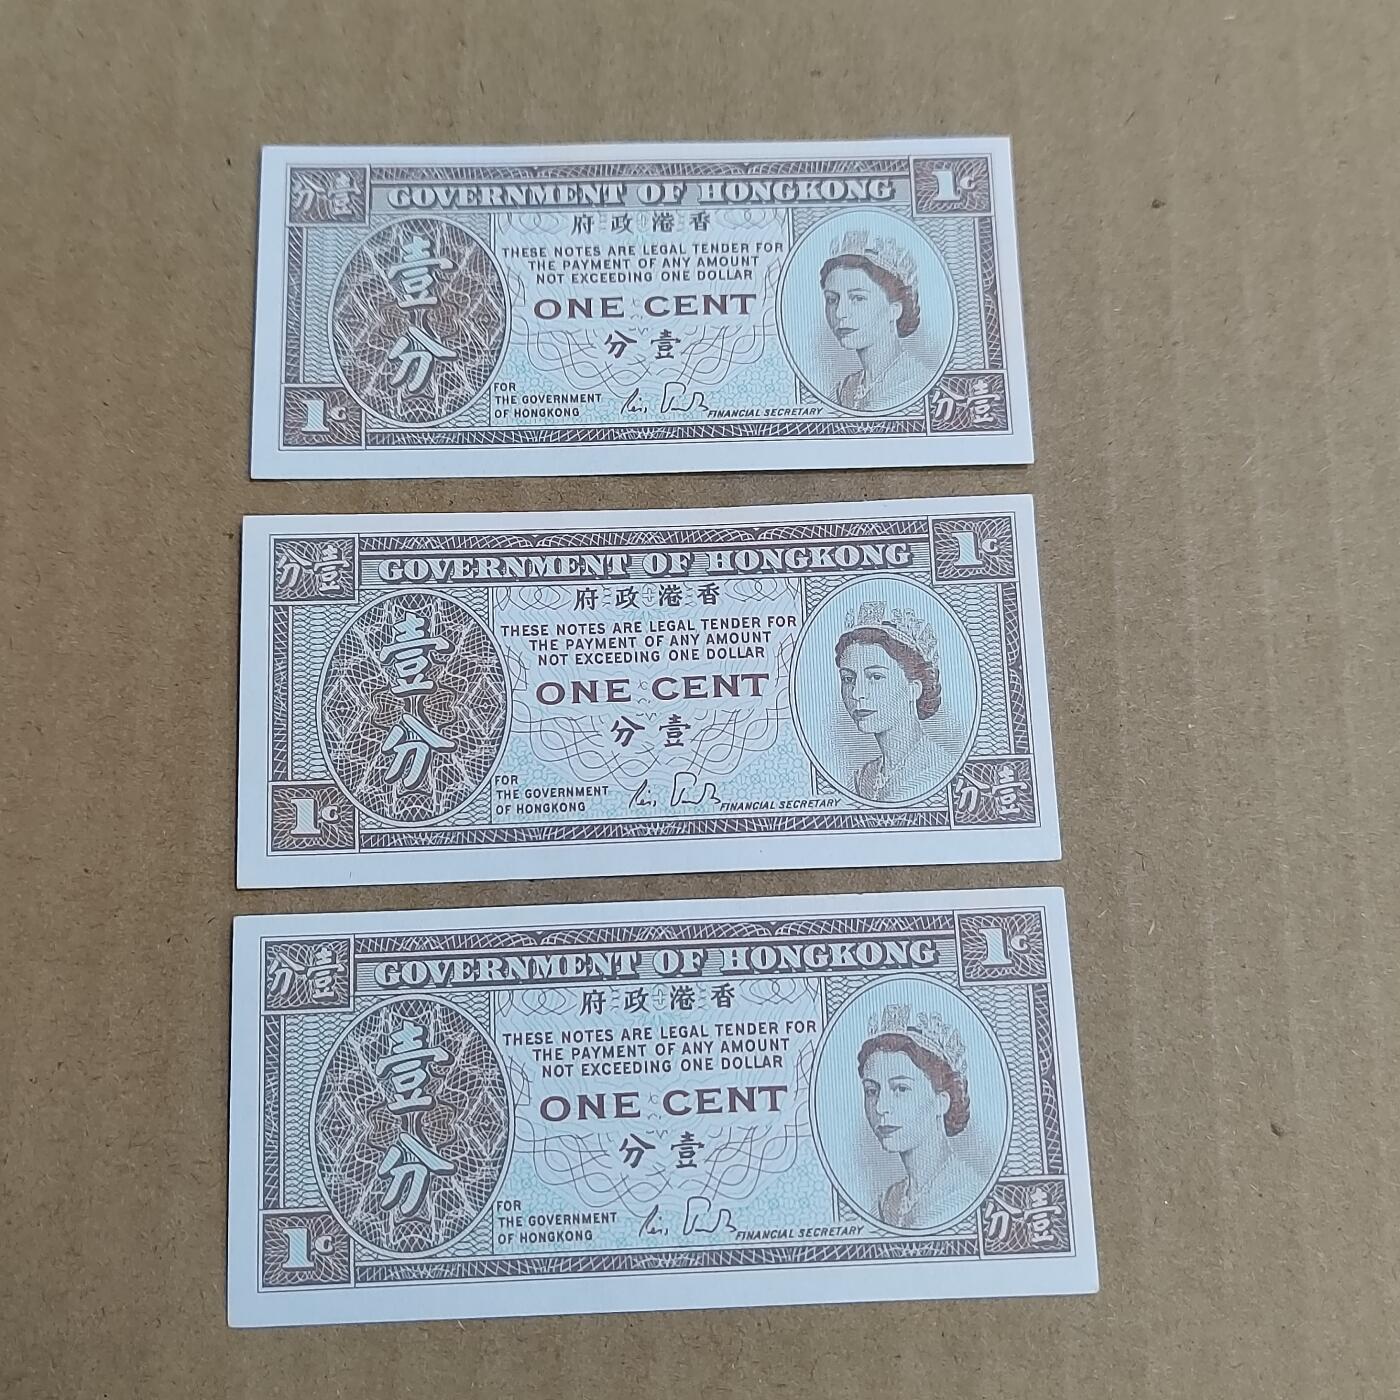 分壹 GOVERNMENT OF HONGKONG 1c
府政港香
THESE NOTES ARE LEGAL TENDER FOR
THE PAYMENT OF ANY AMOUNT
NOT EXCEEDING ONE DOLLAR
壹分
ONE CENT
分壹
FOR
THE GOVERNMENT
OF HONGKONG
FINANCIAL SECRETARY
1c
分壹
分壹 GOVERNMENT OF HONGKONG 1c
府政港香
THESE NOTES ARE LEGAL TENDER FOR
THE PAYMENT OF ANY AMOUNT
NOT EXCEEDING ONE DOLLAR
壹分
ONE CENT
分壹
FOR
THE GOVERNMENT
OF HONGKONG
FINANCIAL SECRETARY
1c
分壹
分壹 GOVERNMENT OF HONGKONG 1c
府政港香
THESE NOTES ARE LEGAL TENDER FOR
THE PAYMENT OF ANY AMOUNT
NOT EXCEEDING ONE DOLLAR
壹分
ONE CENT
分壹
FOR
THE GOVERNMENT
OF HONGKONG
FINANCIAL SECRETARY
1c
分壹